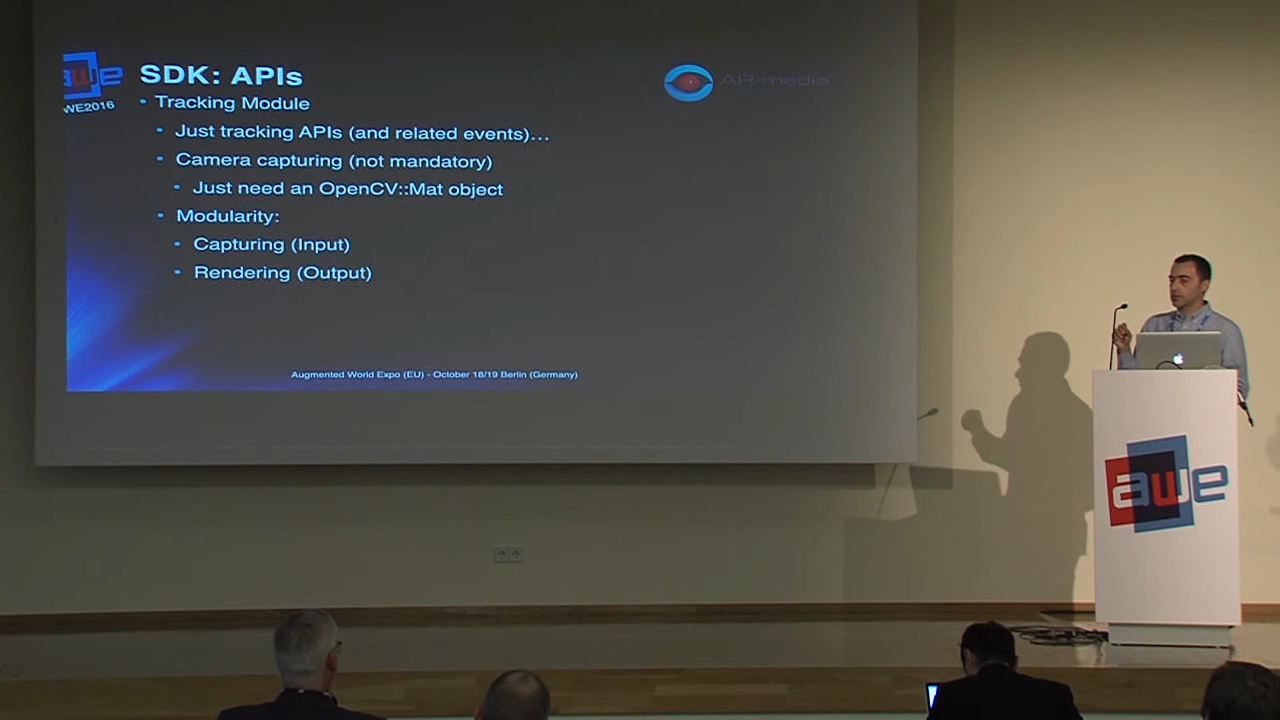 awe
WE2016
SDK: APIs
AR-media
• Tracking Module
• Just tracking APIs (and related events)…
• Camera capturing (not mandatory)
• Just need an OpenCV::Mat object
• Modularity:
• Capturing (Input)
• Rendering (Output)
Augmented World Expo (EU) - October 18/19 Berlin (Germany)
awe